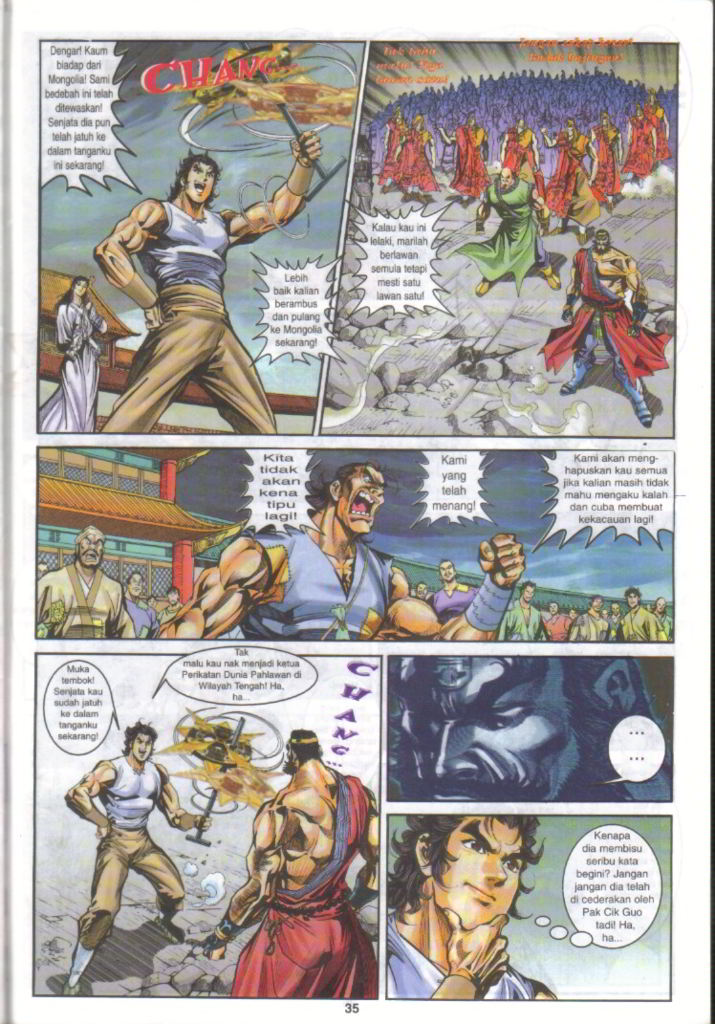 Dengar! Kaum
biadap dari
Mongolia! Sami
bedebah ini telah
ditewaskan!
Senjata dia pun
telah jatuh ke
dalam tanganku
ini sekarang!
CHANG...
Lebih
baik kalian
berambus
dan pulang
ke Mongolia
sekarang!
Tak tahu
malu!
Kalau kau ini
lelaki, marilah
berlawan
semula tetapi
mesti satu
lawan satu!
Kita
tidak
akan
kena
tipu
lagi!
Kami
yang
telah
menang!
Kami akan meng-
hapuskan kau semua
jika kalian masih tidak
mahu mengaku kalah
dan cuba membuat
kekacauan lagi!
Muka
tembok!
Senjata kau
sudah jatuh
ke dalam
tanganku
sekarang!
Tak
malu kau nak menjadi ketua
Perikatan Dunia Pahlawan di
Wilayah Tengah! Ha,
ha...
CHANG...
...
...
Kenapa
dia membisu
seribu kata
begini? Jangan
jangan dia telah
di cederakan oleh
Pak Cik Guo
tadi! Ha,
ha...
35